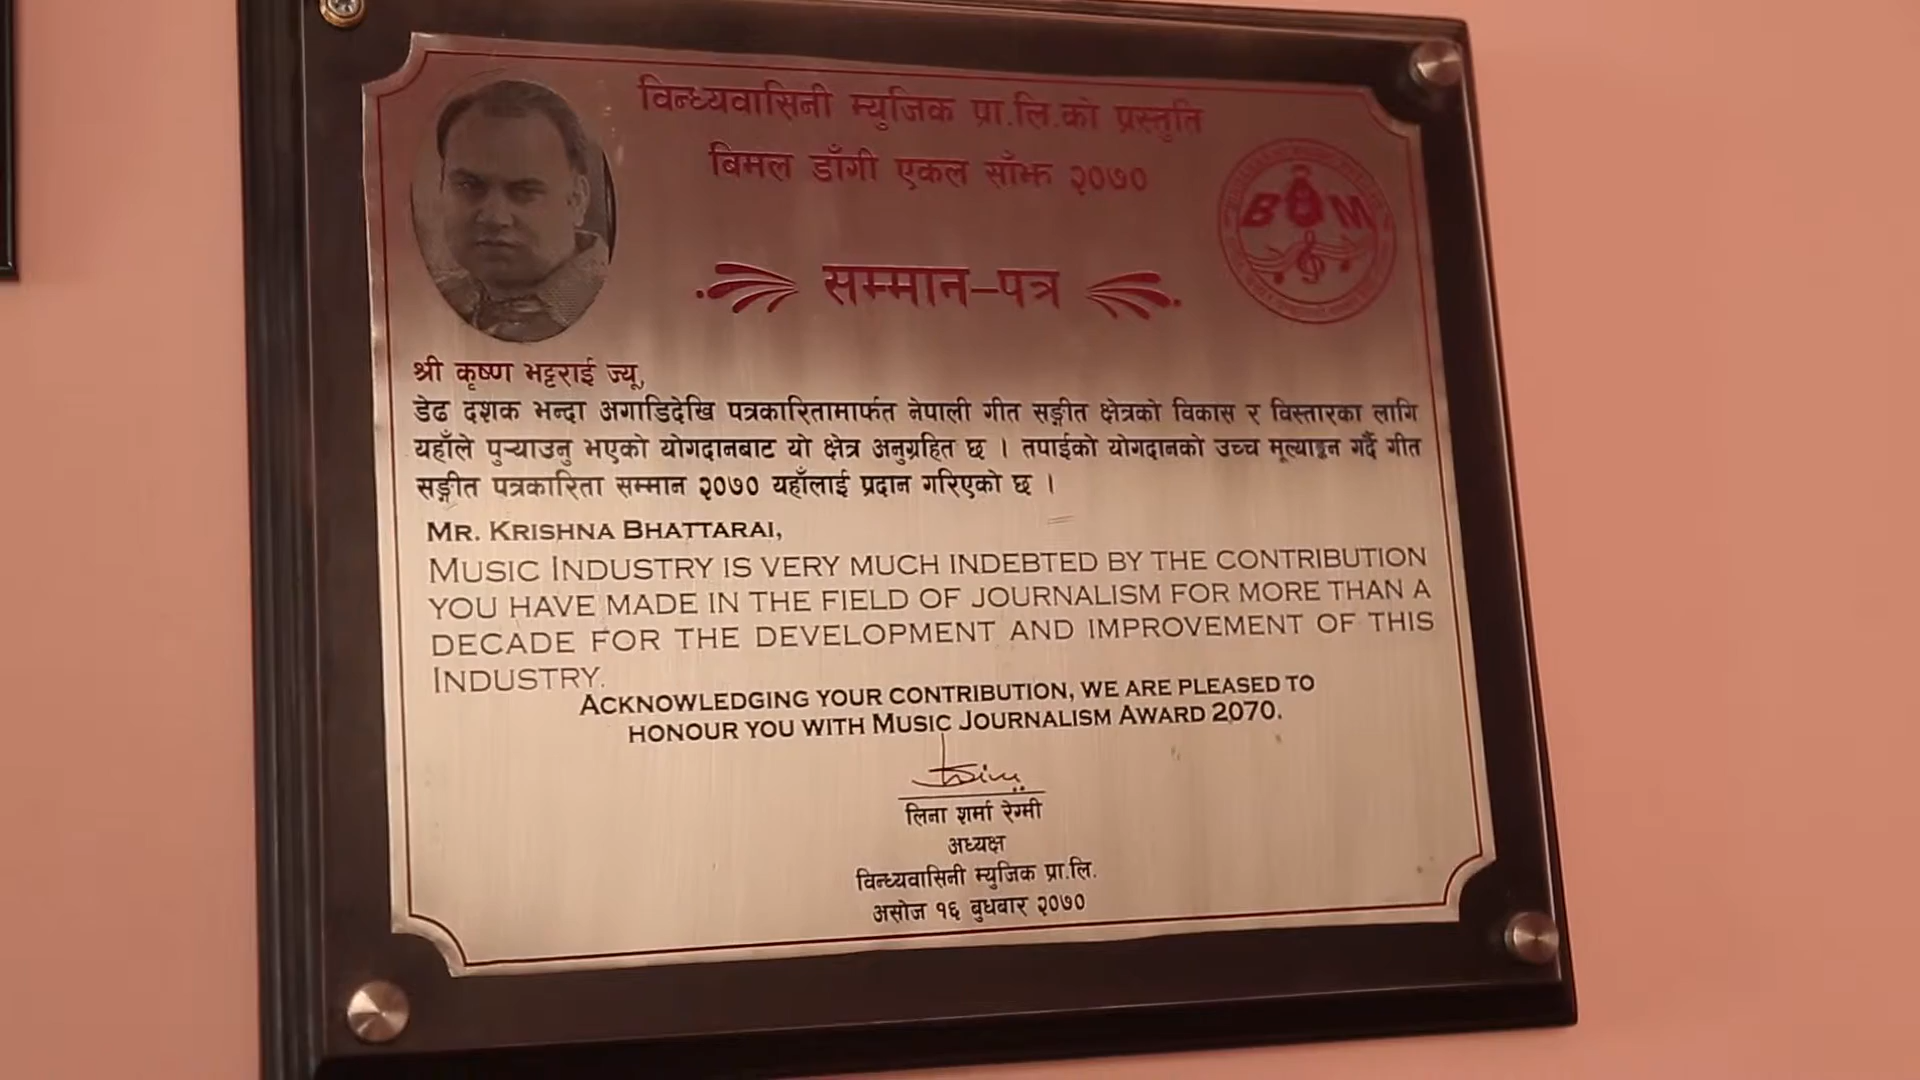 विन्ध्यवासिनी म्युजिक प्रा.लि.को प्रस्तुति
बिमल डाँगी एकल साँझ २०७०
B M
सम्मान-पत्र
श्री कृष्ण भट्टराई ज्यू,
डेढ दशक भन्दा अगाडिदेखि पत्रकारितामार्फत नेपाली गीत सङ्गीत क्षेत्रको विकास र विस्तारका लागि
यहाँले पुऱ्याउनु भएको योगदानबाट यो क्षेत्र अनुग्रहित छ । तपाईको योगदानको उच्च मूल्याङ्कन गर्दै गीत
सङ्गीत पत्रकारिता सम्मान २०७० यहाँलाई प्रदान गरिएको छ ।
MR. KRISHNA BHATTARAI,
MUSIC INDUSTRY IS VERY MUCH INDEBTED BY THE CONTRIBUTION
YOU HAVE MADE IN THE FIELD OF JOURNALISM FOR MORE THAN A
DECADE FOR THE DEVELOPMENT AND IMPROVEMENT OF THIS
INDUSTRY.
ACKNOWLEDGING YOUR CONTRIBUTION, WE ARE PLEASED TO
HONOUR YOU WITH MUSIC JOURNALISM AWARD 2070.
लिना शर्मा रेग्मी
अध्यक्ष
विन्ध्यवासिनी म्युजिक प्रा.लि.
असोज १६ बुधबार २०७०